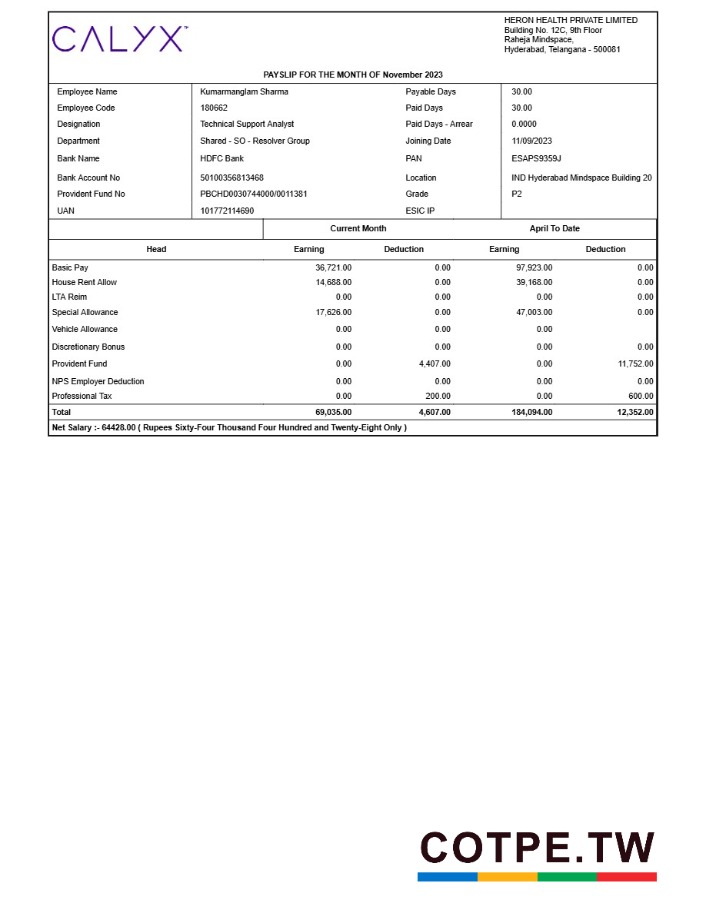 CALYX™
HERON HEALTH PRIVATE LIMITED
Building No. 12C, 9th Floor
Raheja Mindspace,
Hyderabad, Telangana - 500081
PAYSLIP FOR THE MONTH OF November 2023
Employee Name Kumarmanglam Sharma Payable Days 30.00
Employee Code 180662 Paid Days 30.00
Designation Technical Support Analyst Paid Days - Arrear 0.0000
Department Shared - SO - Resolver Group Joining Date 11/09/2023
Bank Name HDFC Bank PAN ESAPS9359J
Bank Account No 50100356813468 Location IND Hyderabad Mindspace Building 20
Provident Fund No PBCHD0030744000/0011381 Grade P2
UAN 101772114690 ESIC IP
Current Month April To Date
Head Earning Deduction Earning Deduction
Basic Pay 36,721.00 0.00 97,923.00 0.00
House Rent Allow 14,688.00 0.00 39,168.00 0.00
LTA Reim 0.00 0.00 0.00 0.00
Special Allowance 17,626.00 0.00 47,003.00 0.00
Vehicle Allowance 0.00 0.00 0.00
Discretionary Bonus 0.00 0.00 0.00 0.00
Provident Fund 0.00 4,407.00 0.00 11,752.00
NPS Employer Deduction 0.00 0.00 0.00 0.00
Professional Tax 0.00 200.00 0.00 600.00
Total 69,035.00 4,607.00 184,094.00 12,352.00
Net Salary :- 64428.00 ( Rupees Sixty-Four Thousand Four Hundred and Twenty-Eight Only )
COTPE.TW